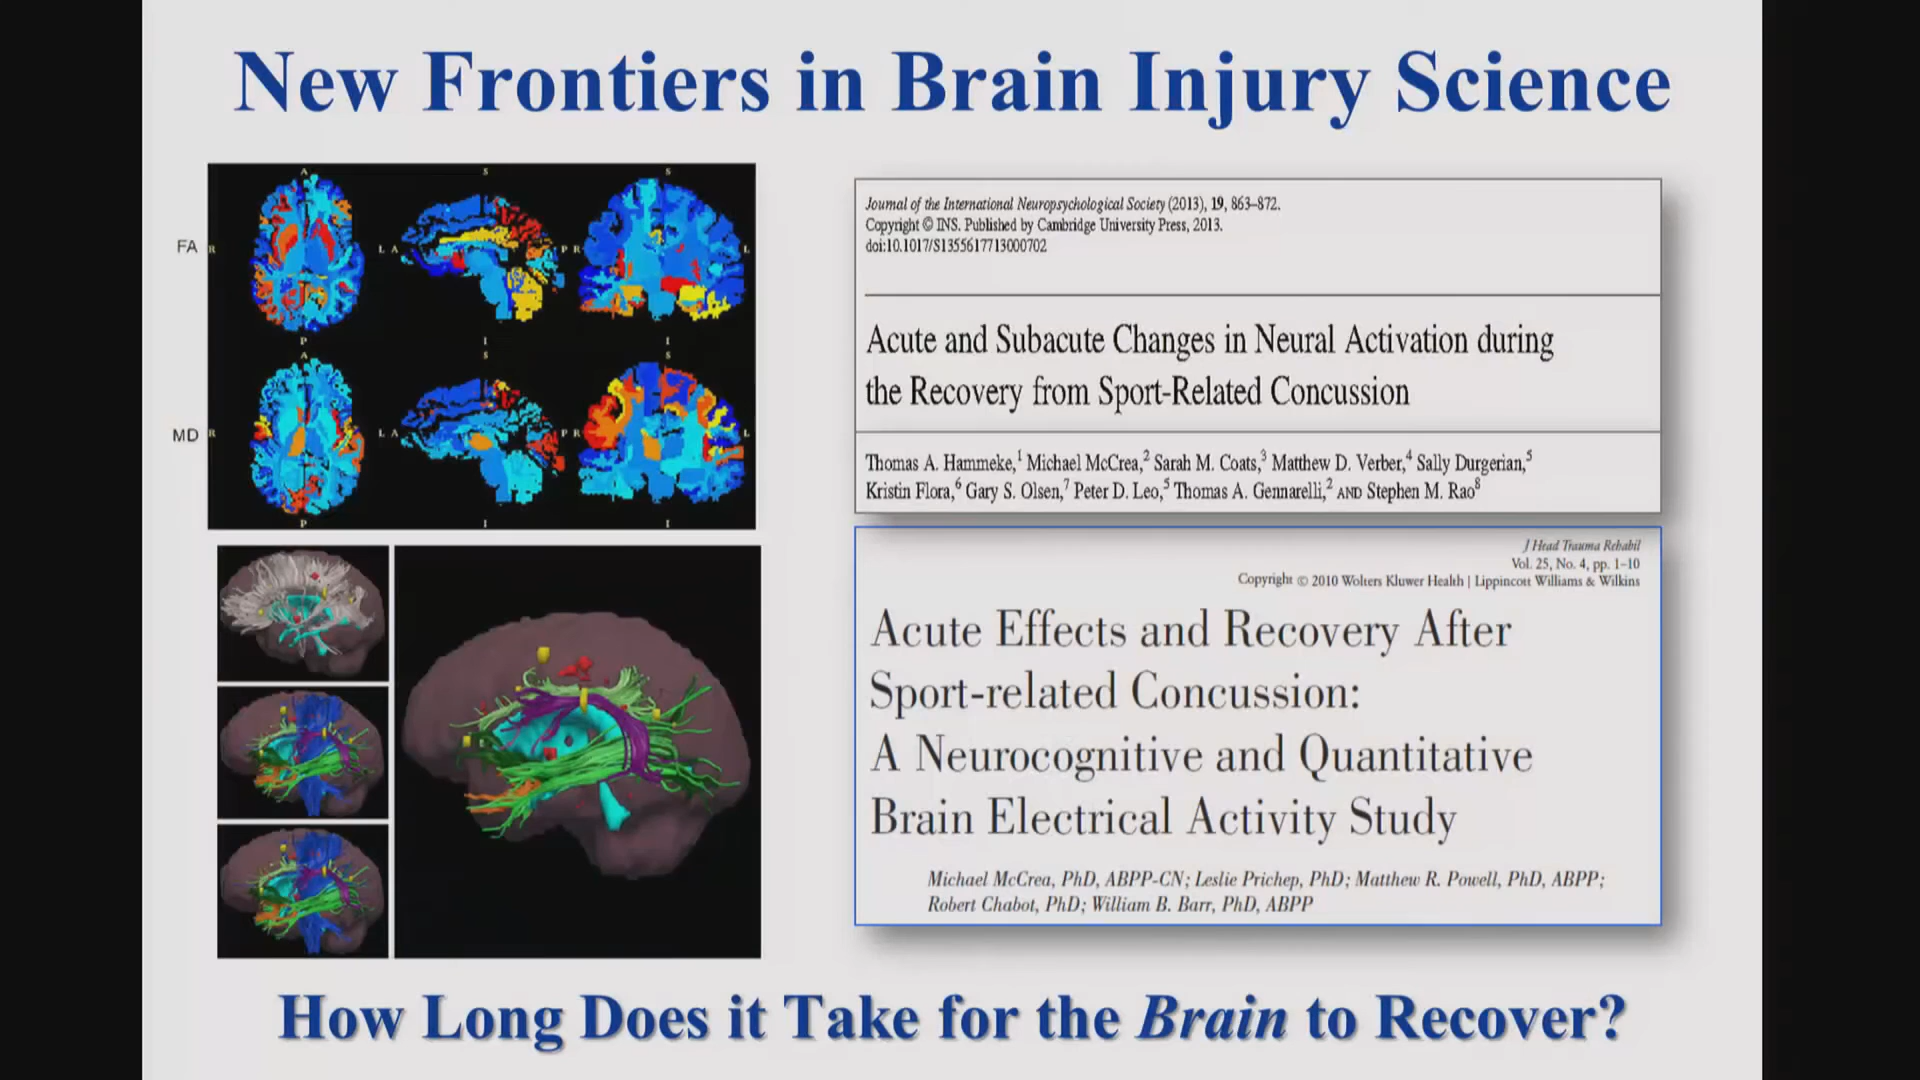 New Frontiers in Brain Injury Science
A S S
FA R L A P R L
P I I
A S S
MD R L A P R L
P I I
Journal of the International Neuropsychological Society (2013), 19, 863–872.
Copyright © INS. Published by Cambridge University Press, 2013.
doi:10.1017/S1355617713000702
Acute and Subacute Changes in Neural Activation during
the Recovery from Sport-Related Concussion
Thomas A. Hammeke,1 Michael McCrea,2 Sarah M. Coats,3 Matthew D. Verber,4 Sally Durgerian,5
Kristin Flora,6 Gary S. Olsen,7 Peter D. Leo,5 Thomas A. Gennarelli,2 AND Stephen M. Rao8
J Head Trauma Rehabil
Vol. 25, No. 4, pp. 1–10
Copyright © 2010 Wolters Kluwer Health | Lippincott Williams & Wilkins
Acute Effects and Recovery After
Sport-related Concussion:
A Neurocognitive and Quantitative
Brain Electrical Activity Study
Michael McCrea, PhD, ABPP-CN; Leslie Prichep, PhD; Matthew R. Powell, PhD, ABPP;
Robert Chabot, PhD; William B. Barr, PhD, ABPP
How Long Does it Take for the Brain to Recover?